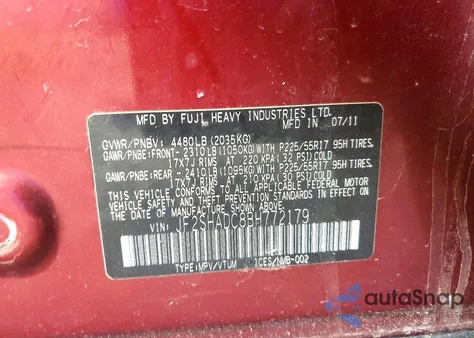 MFD BY FUJI HEAVY INDUSTRIES LTD.
MFD IN 07/11
GVWR/PNBV: 4480LB (2035KG)
GAWR/PNBE:FRONT- 2310LB(1050KG)WITH P225/55R17 95H TIRES.
17X7J RIMS AT 220 KPA(32 PSI)COLD
GAWR/PNBE:REAR - 2410LB(1095KG)WITH P225/55R17 95H TIRES.
17X7J RIMS AT 210 KPA(30 PSI)COLD
THIS VEHICLE CONFORMS TO ALL APPLICABLE FEDERAL MOTOR
VEHICLE SAFETY AND THEFT PREVENTION STANDARDS IN
EFFECT ON THE DATE OF MANUFACTURE SHOWN ABOVE.
VIN: JF2SHADC8BH772179
TYPE:MPV/VTUM ICES/NMB-002
autoSnap
POWERED BY